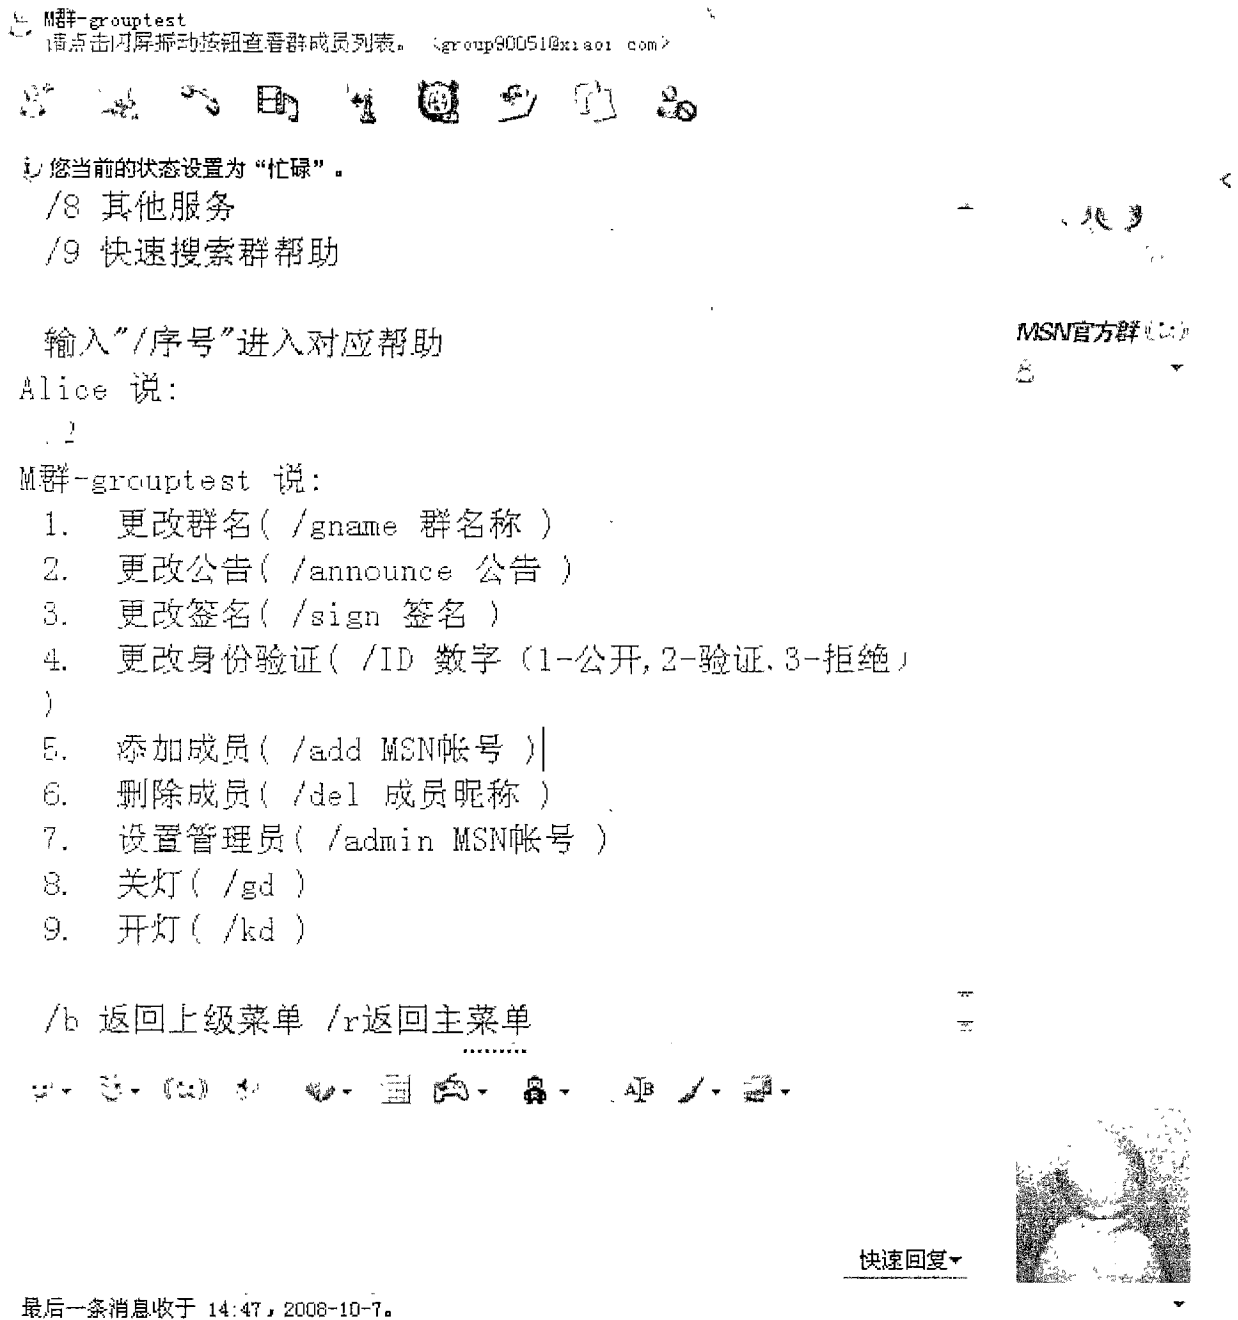 M群-grouptest
请点击闪屏振动按钮查看群成员列表。 <group90051@xiaoi.com>
您当前的状态设置为“忙碌”。
/8 其他服务
/9 快速搜索群帮助
输入"/序号"进入对应帮助
MSN官方群
Alice 说:
2
M群-grouptest 说:
1. 更改群名( /gname 群名称 )
2. 更改公告( /announce 公告 )
3. 更改签名( /sign 签名 )
4. 更改身份验证( /ID 数字（1-公开,2-验证,3-拒绝）
)
5. 添加成员( /add MSN帐号 )
6. 删除成员( /del 成员昵称 )
7. 设置管理员( /admin MSN帐号 )
8. 关灯( /gd )
9. 开灯( /kd )
/b 返回上级菜单 /r返回主菜单
快速回复
最后一条消息收于 14:47，2008-10-7。